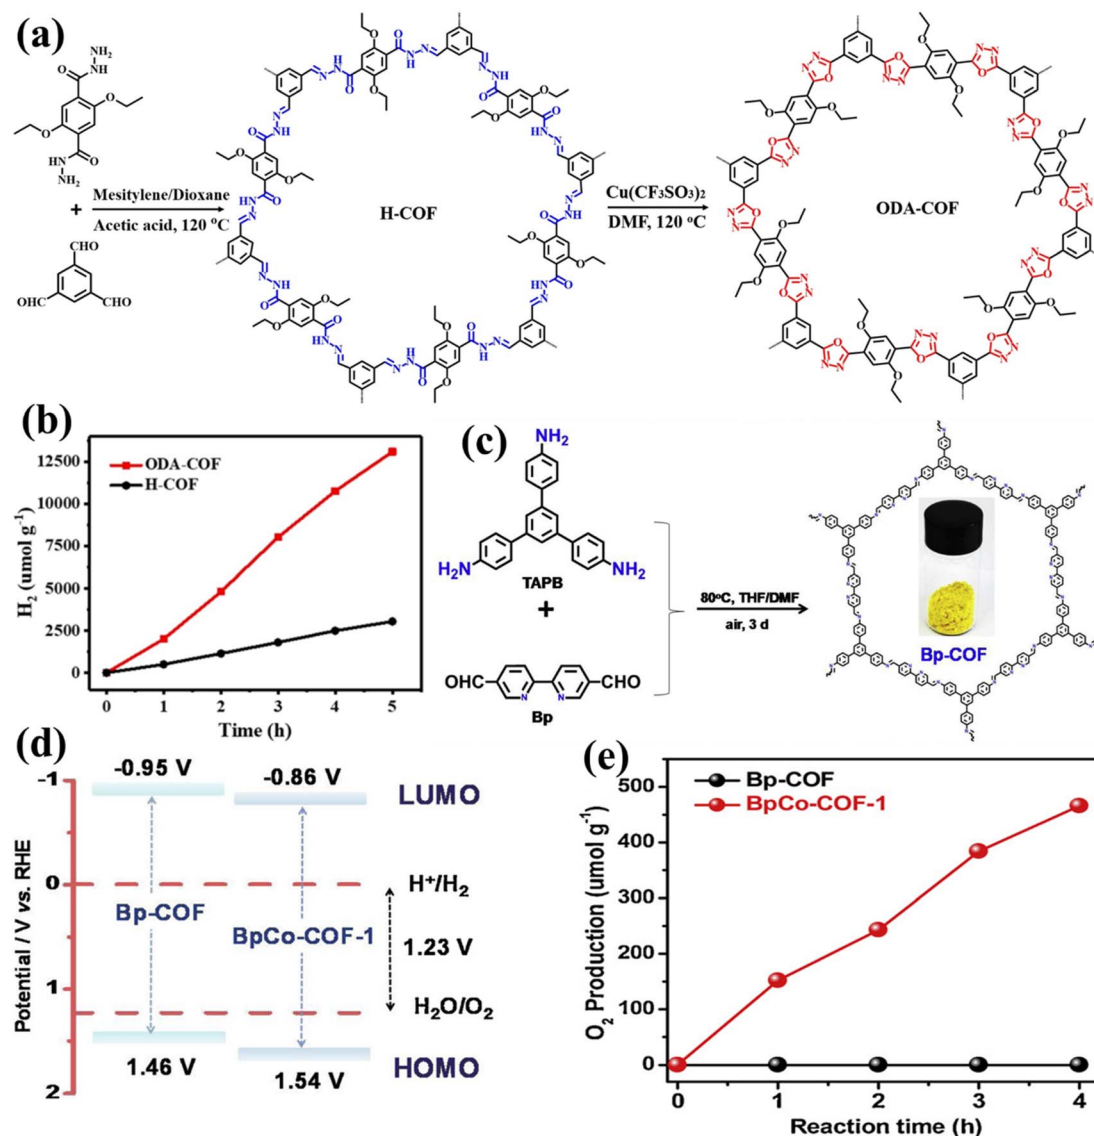 (a)
NH₂
HN
O
O
O
O
NH
NH₂
+
CHO
OHC
CHO
Mesitylene/Dioxane
Acetic acid, 120 °C
H-COF
Cu(CF₃SO₃)₂
DMF, 120 °C
ODA-COF
(b)
H₂ (umol g⁻¹)
12500
10000
7500
5000
2500
0
ODA-COF
H-COF
0 1 2 3 4 5
Time (h)
(c)
NH₂
H₂N
NH₂
TAPB
+
OHC
CHO
N
N
Bp
80°C, THF/DMF
air, 3 d
Bp-COF
(d)
Potential / V vs. RHE
-1
0
1
2
-0.95 V
-0.86 V
LUMO
H⁺/H₂
Bp-COF
BpCo-COF-1
1.23 V
H₂O/O₂
1.46 V
1.54 V
HOMO
(e)
O₂ Production (umol g⁻¹)
500
400
300
200
100
0
Bp-COF
BpCo-COF-1
0 1 2 3 4
Reaction time (h)